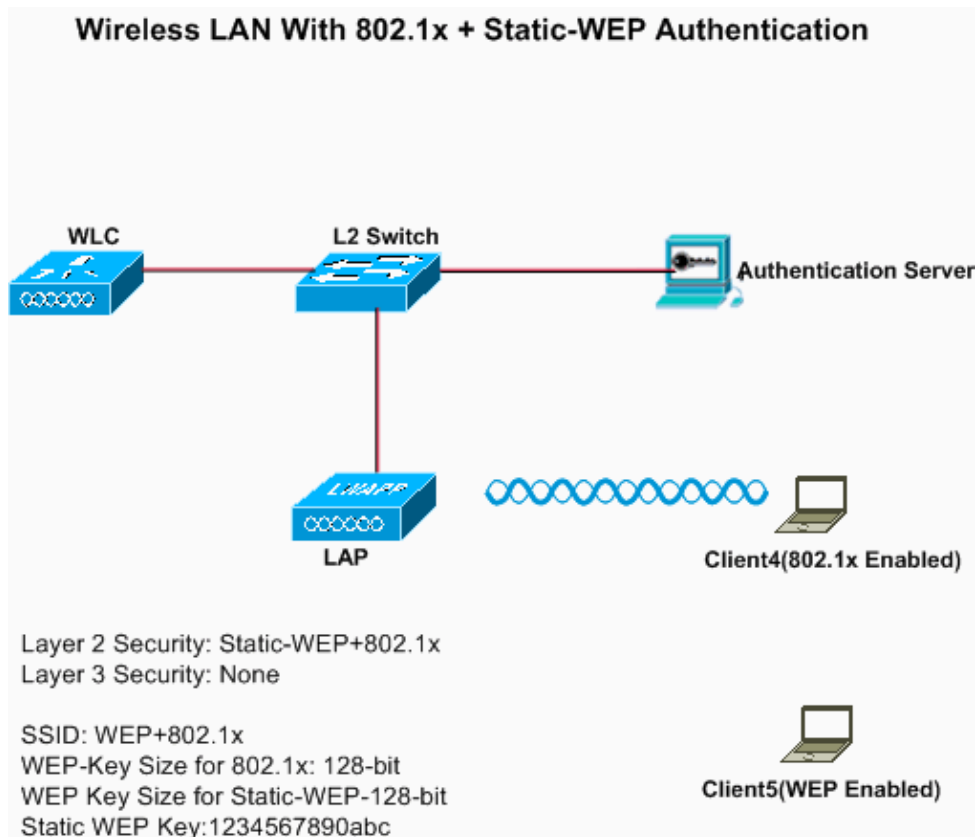 Wireless LAN With 802.1x + Static-WEP Authentication
WLC
L2 Switch
Authentication Server
LWAPP
LAP
Client4(802.1x Enabled)
Layer 2 Security: Static-WEP+802.1x
Layer 3 Security: None
SSID: WEP+802.1x
WEP-Key Size for 802.1x: 128-bit
WEP Key Size for Static-WEP-128-bit
Static WEP Key:1234567890abc
Client5(WEP Enabled)